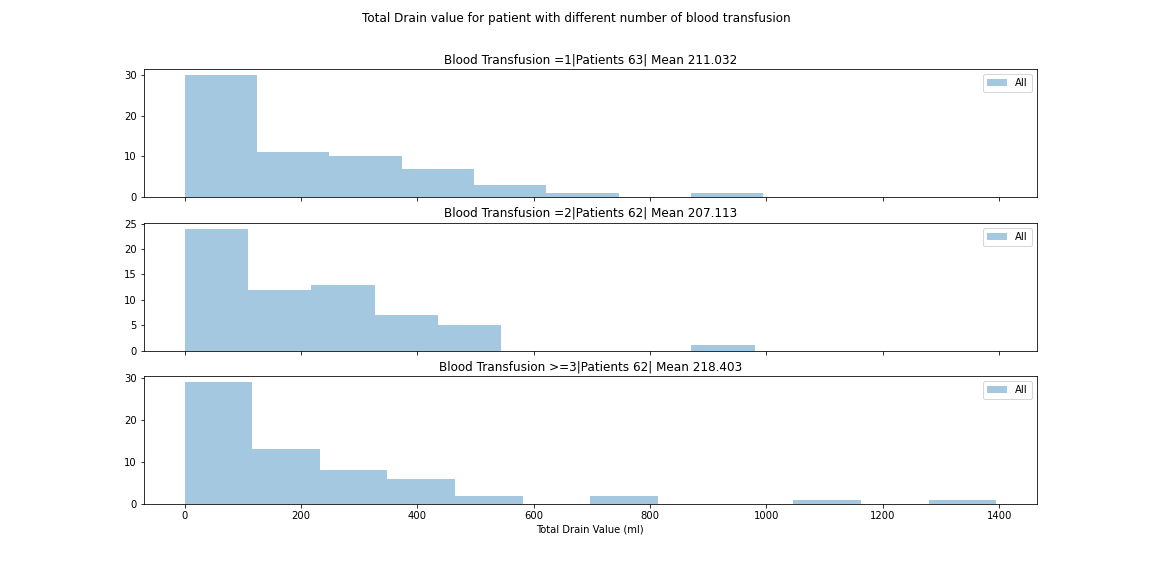 Total Drain value for patient with different number of blood transfusion
Blood Transfusion =1|Patients 63| Mean 211.032
30
20
10
0
All
Blood Transfusion =2|Patients 62| Mean 207.113
25
20
15
10
5
0
All
Blood Transfusion >=3|Patients 62| Mean 218.403
30
20
10
0
All
0 200 400 600 800 1000 1200 1400
Total Drain Value (ml)